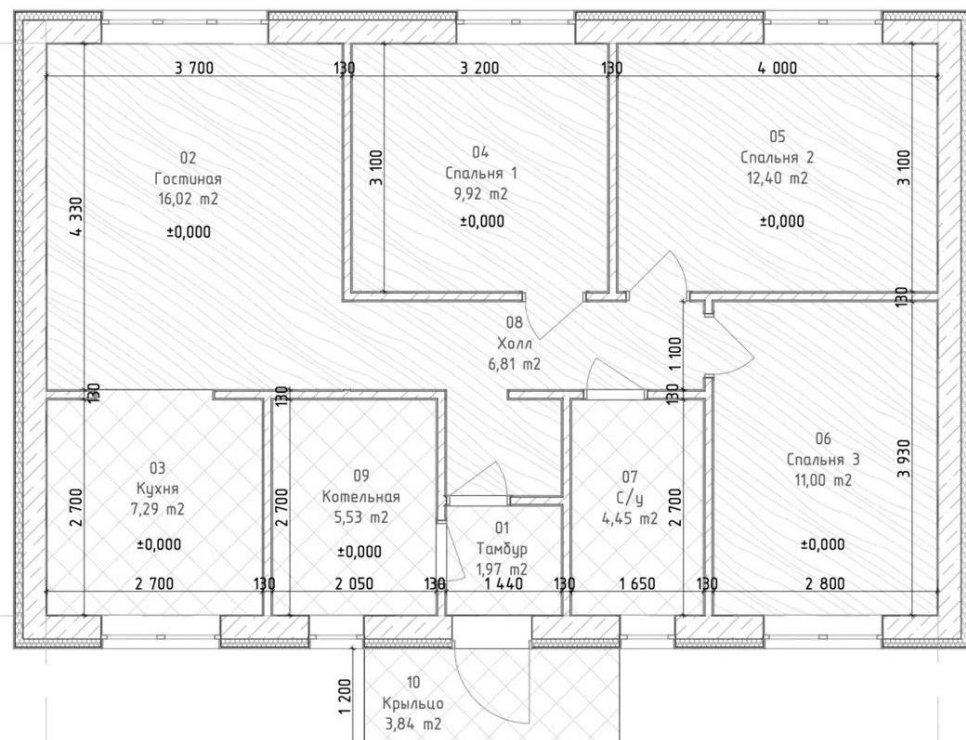 3 700
130
3 200
130
4 000
02
Гостиная
16,02 m2
±0,000
4 330
3 100
04
Спальня 1
9,92 m2
±0,000
05
Спальня 2
12,40 m2
±0,000
3 100
130
08
Холл
6,81 m2
1 100
130
130
130
03
Кухня
7,29 m2
±0,000
2 700
09
Котельная
5,53 m2
±0,000
2 700
01
Тамбур
1,97 m2
07
С/у
4,45 m2
2 700
06
Спальня 3
11,00 m2
±0,000
3 930
2 700
130
2 050
130
1 440
130
1 650
130
2 800
1 200
10
Крыльцо
3,84 m2